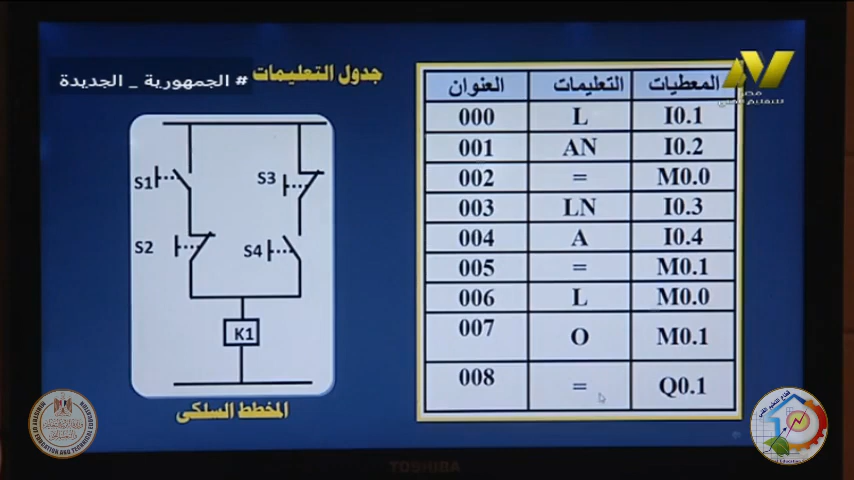 # الجمهورية _ الجديدة
جدول التعليمات
المعطيات التعليمات العنوان
I0.1 L 000
I0.2 AN 001
M0.0 = 002
I0.3 LN 003
I0.4 A 004
M0.1 = 005
M0.0 L 006
M0.1 O 007
Q0.1 = 008
S1
S3
S2
S4
K1
المخطط السلكى
TOSHIBA